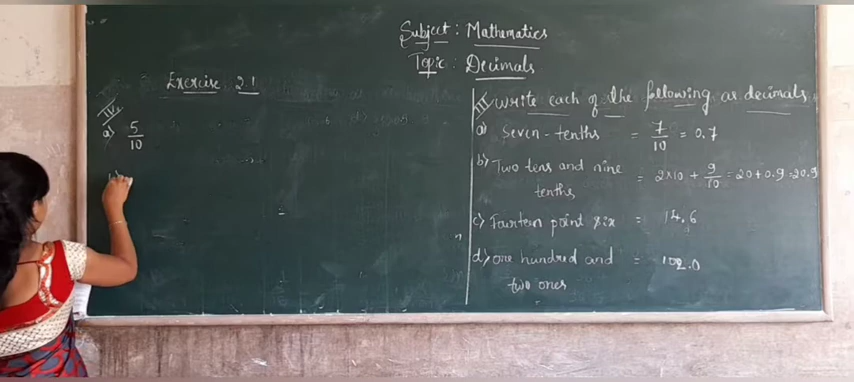 Subject : Mathematics
Topic : Decimals
Exercise 2.1
IV.
a) 5/10
b)
III write each of the following as decimals.
a) Seven-tenths = 7/10 = 0.7
b) Two tens and nine tenths = 2×10 + 9/10 = 20 + 0.9 = 20.9
c) Fourteen point six = 14.6
d) One hundred and two ones = 102.0